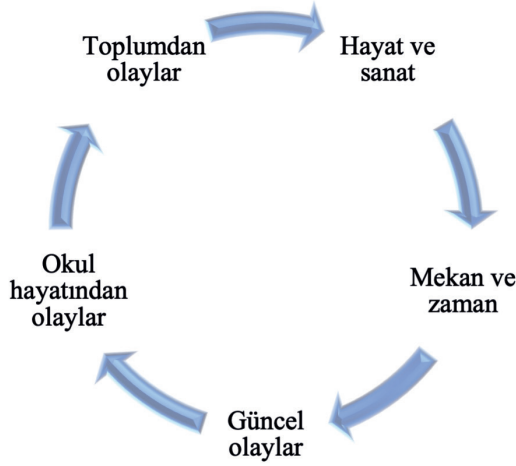 Toplumdan
olaylar
Hayat ve
sanat
Mekan ve
zaman
Güncel
olaylar
Okul
hayatından
olaylar